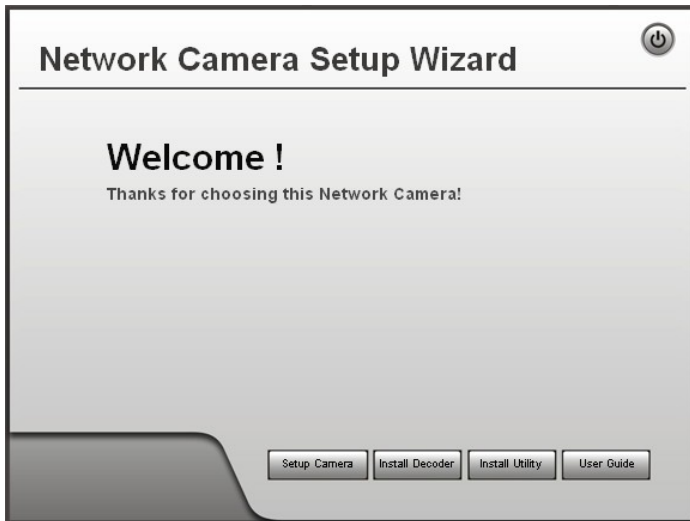 Network Camera Setup Wizard
Welcome !
Thanks for choosing this Network Camera!
Setup Camera
Install Decoder
Install Utility
User Guide